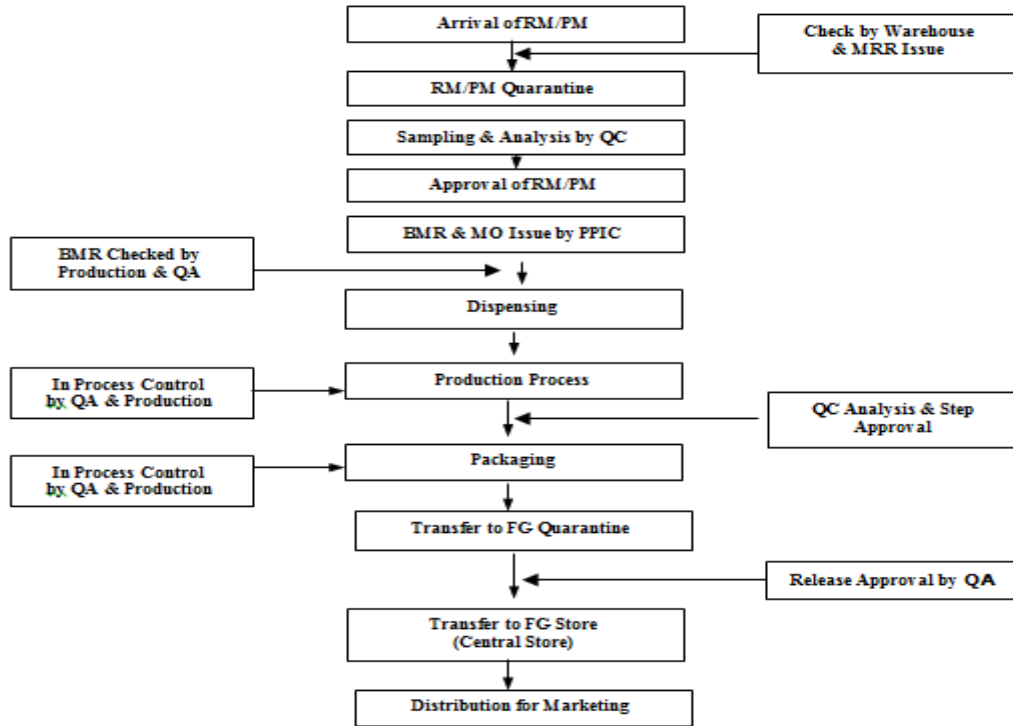 Arrival of RM/PM
Check by Warehouse
& MRR Issue
RM/PM Quarantine
Sampling & Analysis by QC
Approval of RM/PM
BMR & MO Issue by PPIC
BMR Checked by
Production & QA
Dispensing
In Process Control
by QA & Production
Production Process
QC Analysis & Step
Approval
In Process Control
by QA & Production
Packaging
Transfer to FG Quarantine
Release Approval by QA
Transfer to FG Store
(Central Store)
Distribution for Marketing